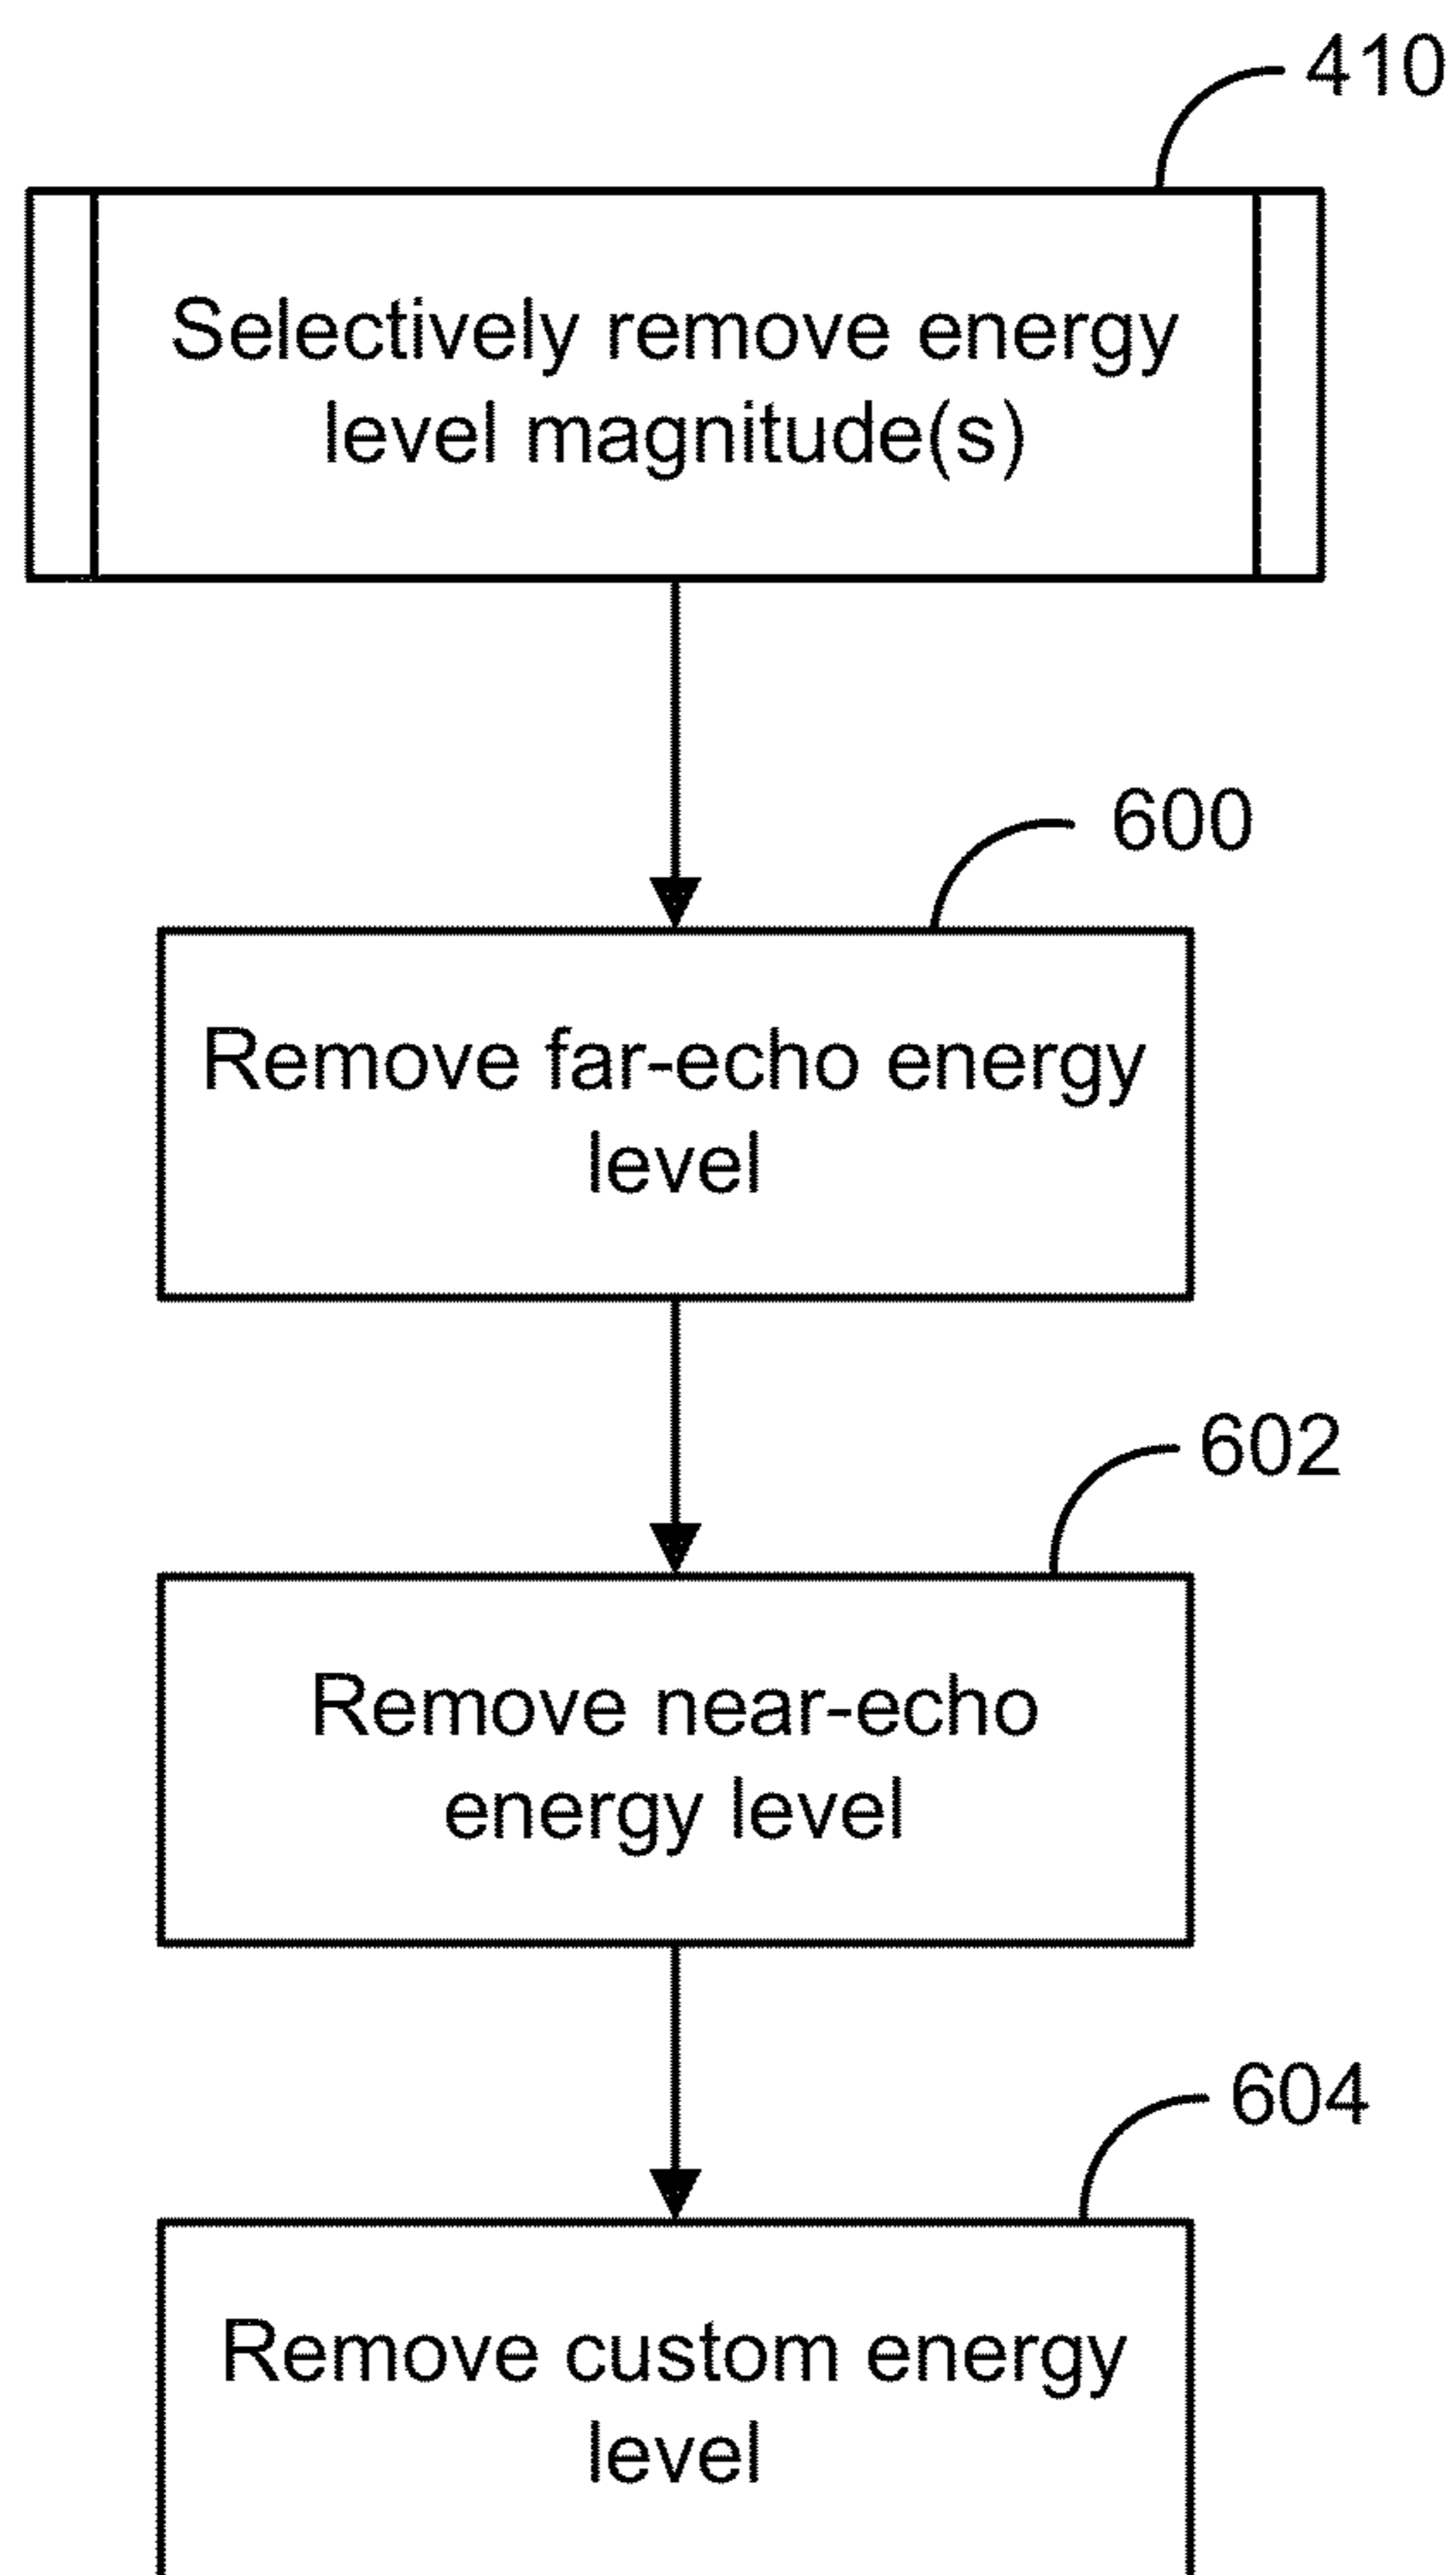 410
Selectively remove energy
level magnitude(s)
600
Remove far-echo energy
level
602
Remove near-echo
energy level
604
Remove custom energy
level